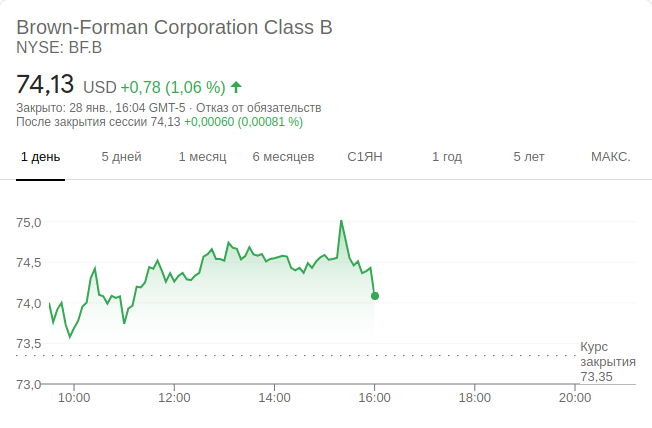 Brown-Forman Corporation Class B
NYSE: BF.B
74,13 USD +0,78 (1,06 %)
Закрыто: 28 янв., 16:04 GMT-5 · Отказ от обязательств
После закрытия сессии 74,13 +0,00060 (0,00081 %)
1 день 5 дней 1 месяц 6 месяцев С1ЯН 1 год 5 лет МАКС.
75,0
74,5
74,0
73,5
Курс
закрытия
73,35
73,0
10:00 12:00 14:00 16:00 18:00 20:00